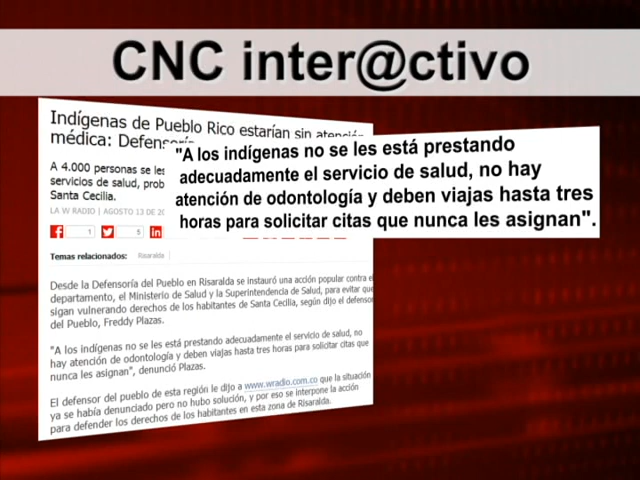 CNC inter@ctivo
Indígenas de Pueblo Rico estarían sin atención
médica: Defensoría
"A los indígenas no se les está prestando
adecuadamente el servicio de salud, no hay
atención de odontología y deben viajas hasta tres
horas para solicitar citas que nunca les asignan".
A 4.000 personas se les
servicios de salud, prob
Santa Cecilia.
LA W RADIO | AGOSTO 13 DE 20
1 5
Temas relacionados: Risaralda
Desde la Defensoría del Pueblo en Risaralda se instauró una acción popular contra el
departamento, el Ministerio de Salud y la Superintendencia de Salud, para evitar que
sigan vulnerando derechos de los habitantes de Santa Cecilia, según dijo el defensor
del Pueblo, Freddy Plazas.
"A los indígenas no se les está prestando adecuadamente el servicio de salud, no
hay atención de odontología y deben viajas hasta tres horas para solicitar citas que
nunca les asignan", denunció Plazas.
El defensor del pueblo de esta región le dijo a www.wradio.com.co que la situación
ya se había denunciado pero no hubo solución, y por eso se interpone la acción
para defender los derechos de los habitantes en esta zona de Risaralda.